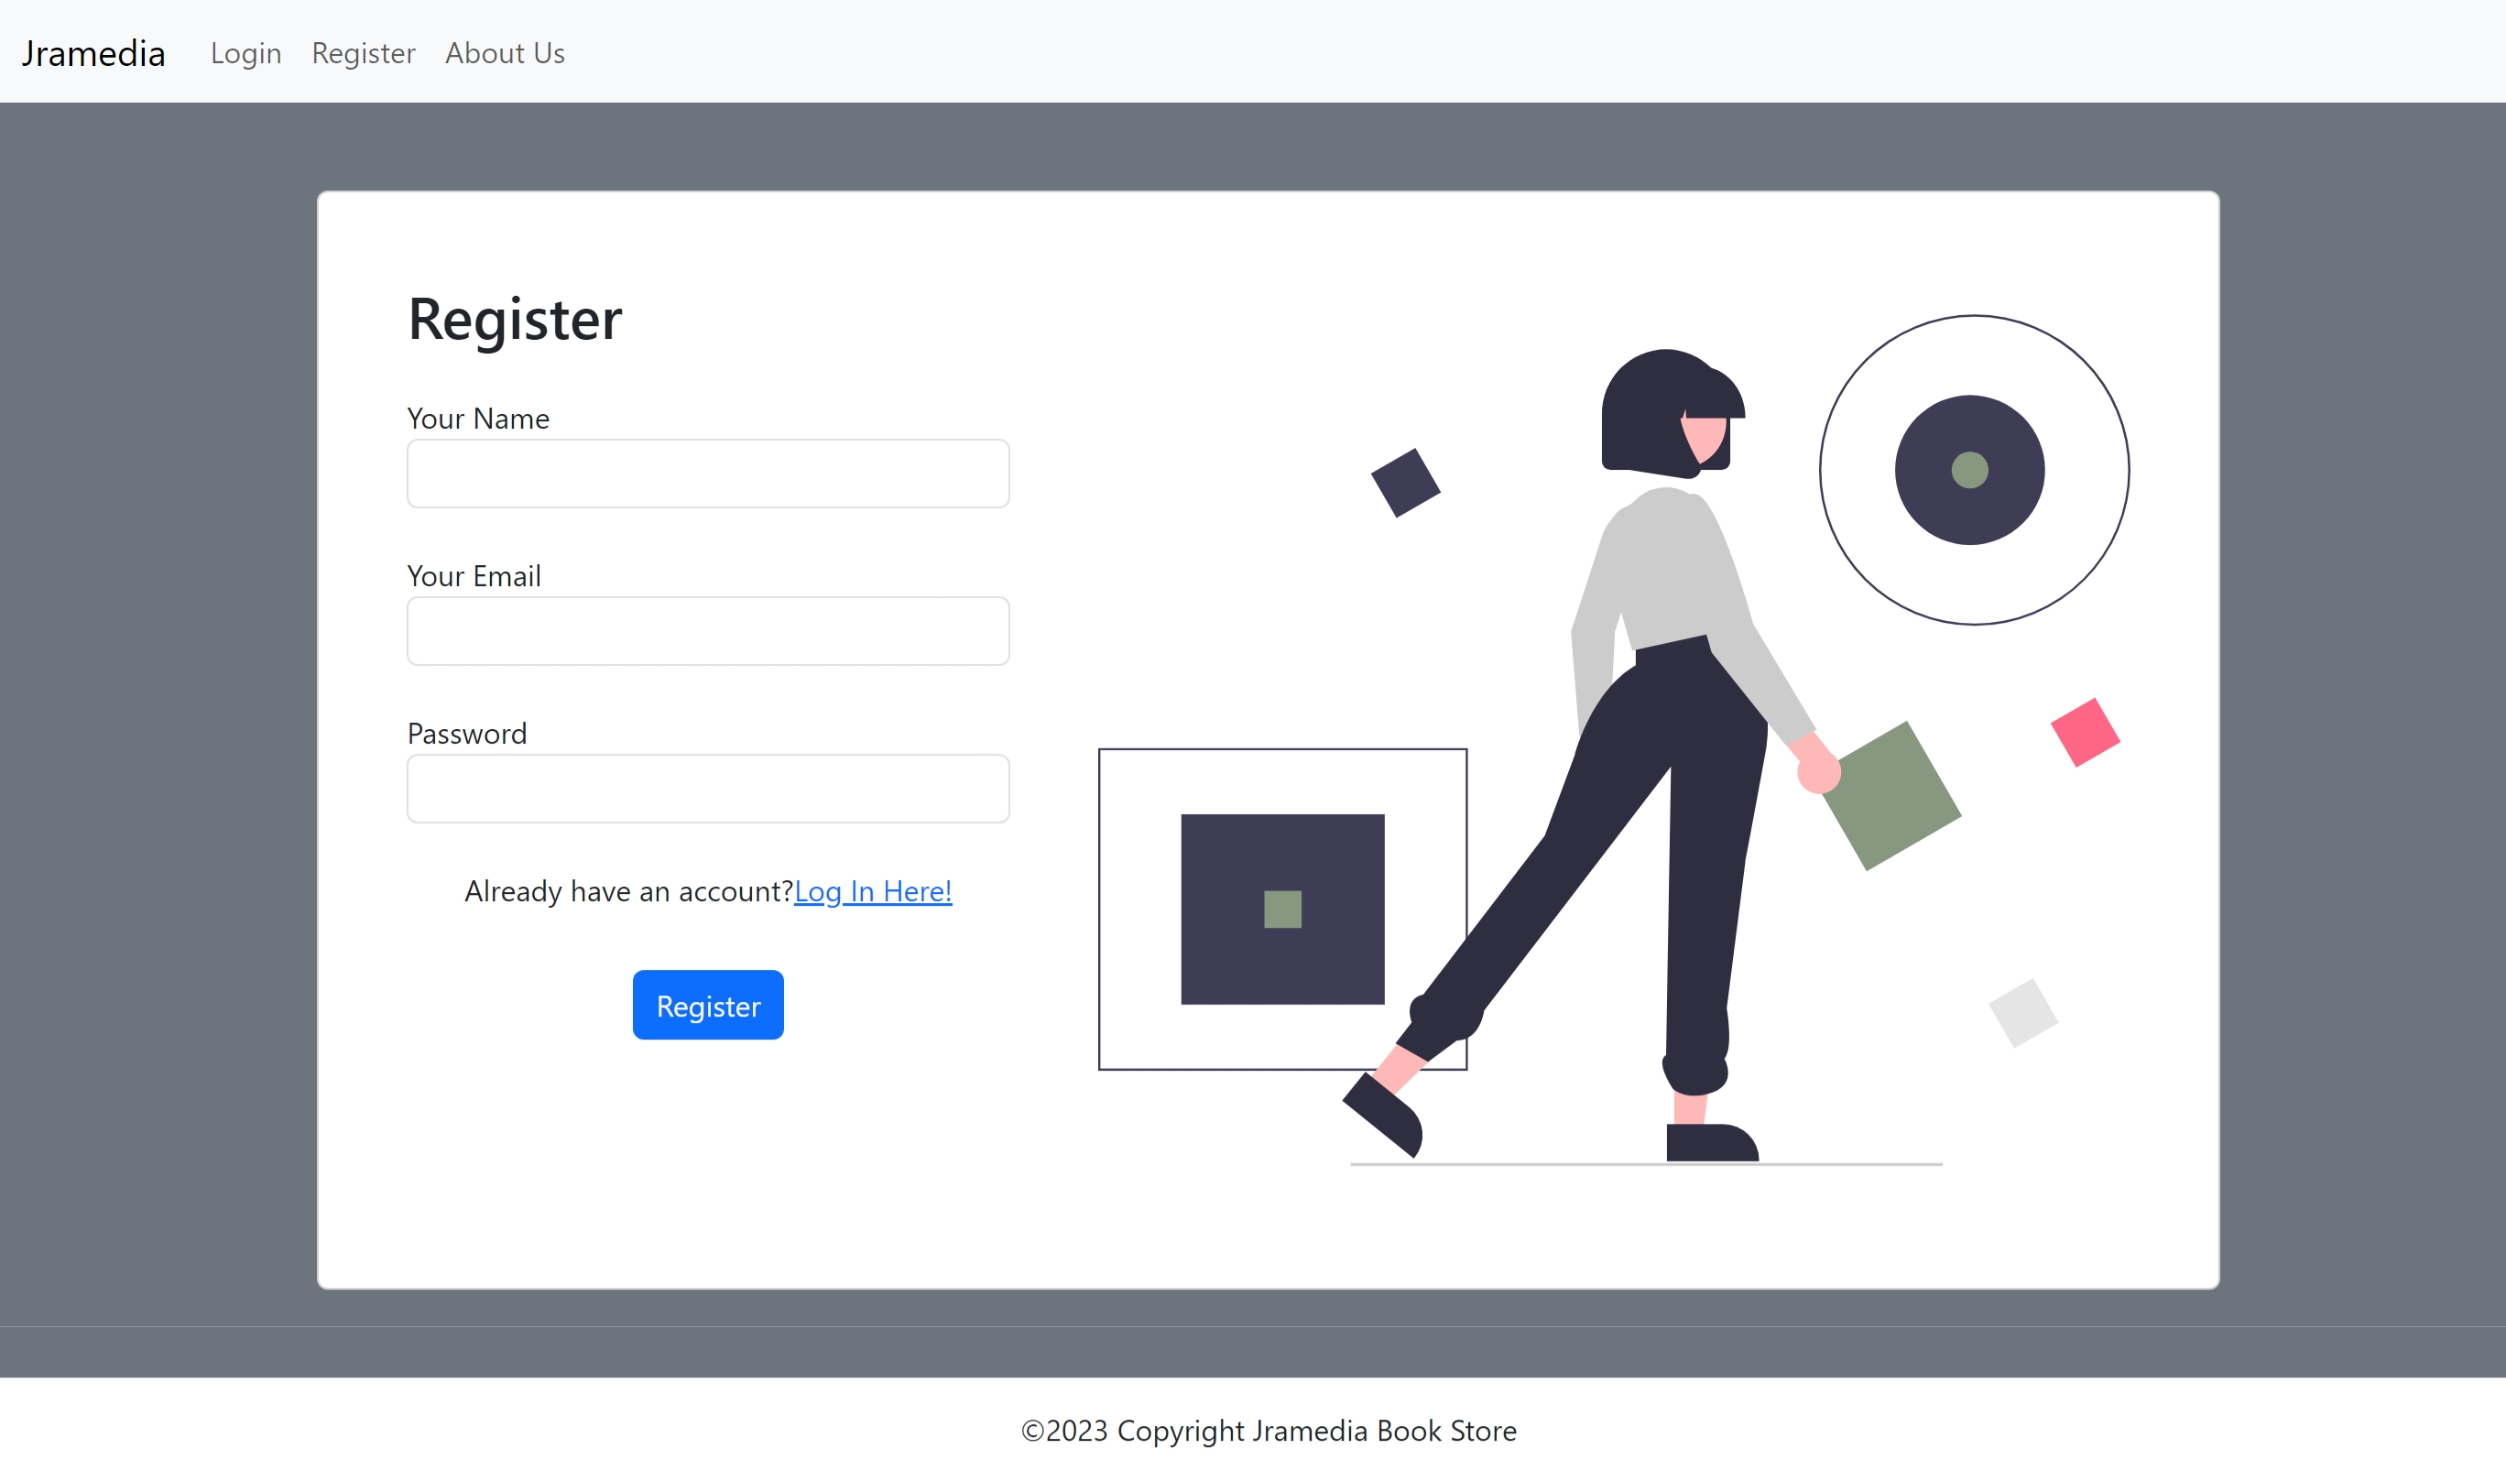 Jramedia Login Register About Us
Register
Your Name
Your Email
Password
Already have an account?Log In Here!
Register
©2023 Copyright Jramedia Book Store